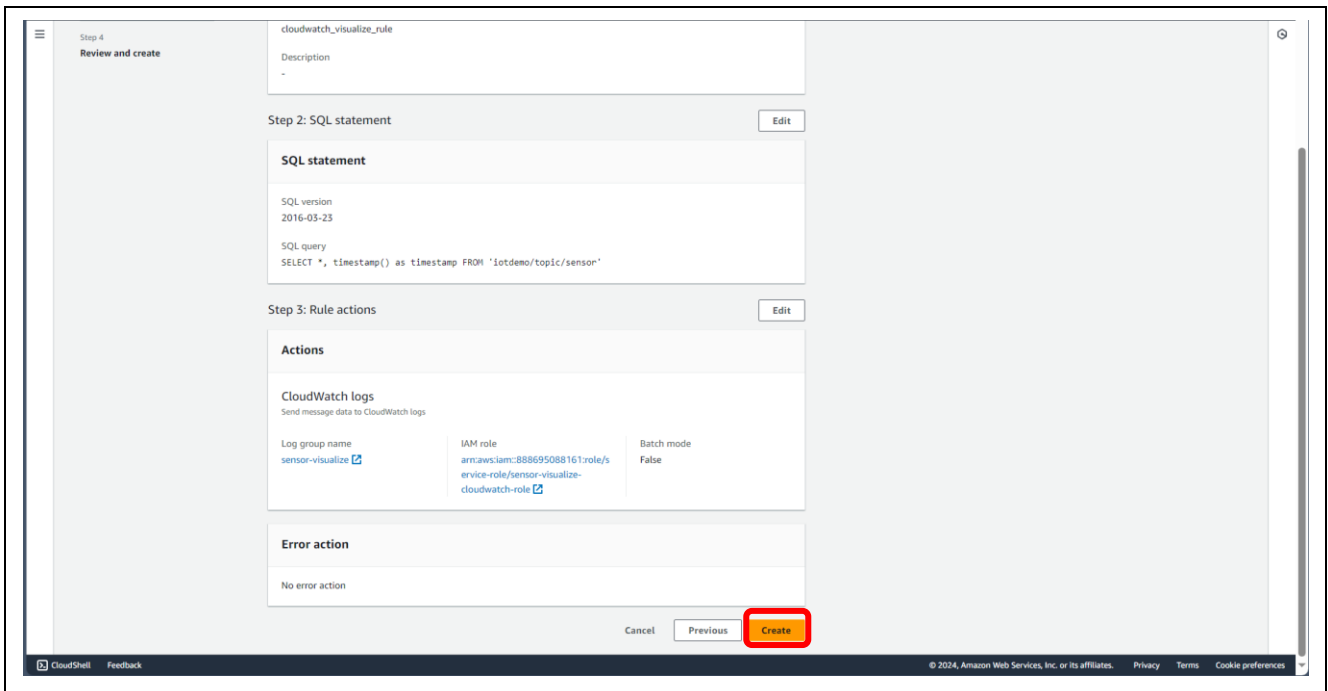 Step 4
Review and create
cloudwatch_visualize_rule
Description
-
Step 2: SQL statement
Edit
SQL statement
SQL version
2016-03-23
SQL query
SELECT *, timestamp() as timestamp FROM 'iotdemo/topic/sensor'
Step 3: Rule actions
Edit
Actions
CloudWatch logs
Send message data to CloudWatch logs
Log group name
sensor-visualize
IAM role
arn:aws:iam::888695088161:role/s
ervice-role/sensor-visualize-
cloudwatch-role
Batch mode
False
Error action
No error action
Cancel
Previous
Create
CloudShell
Feedback
© 2024, Amazon Web Services, Inc. or its affiliates.
Privacy
Terms
Cookie preferences